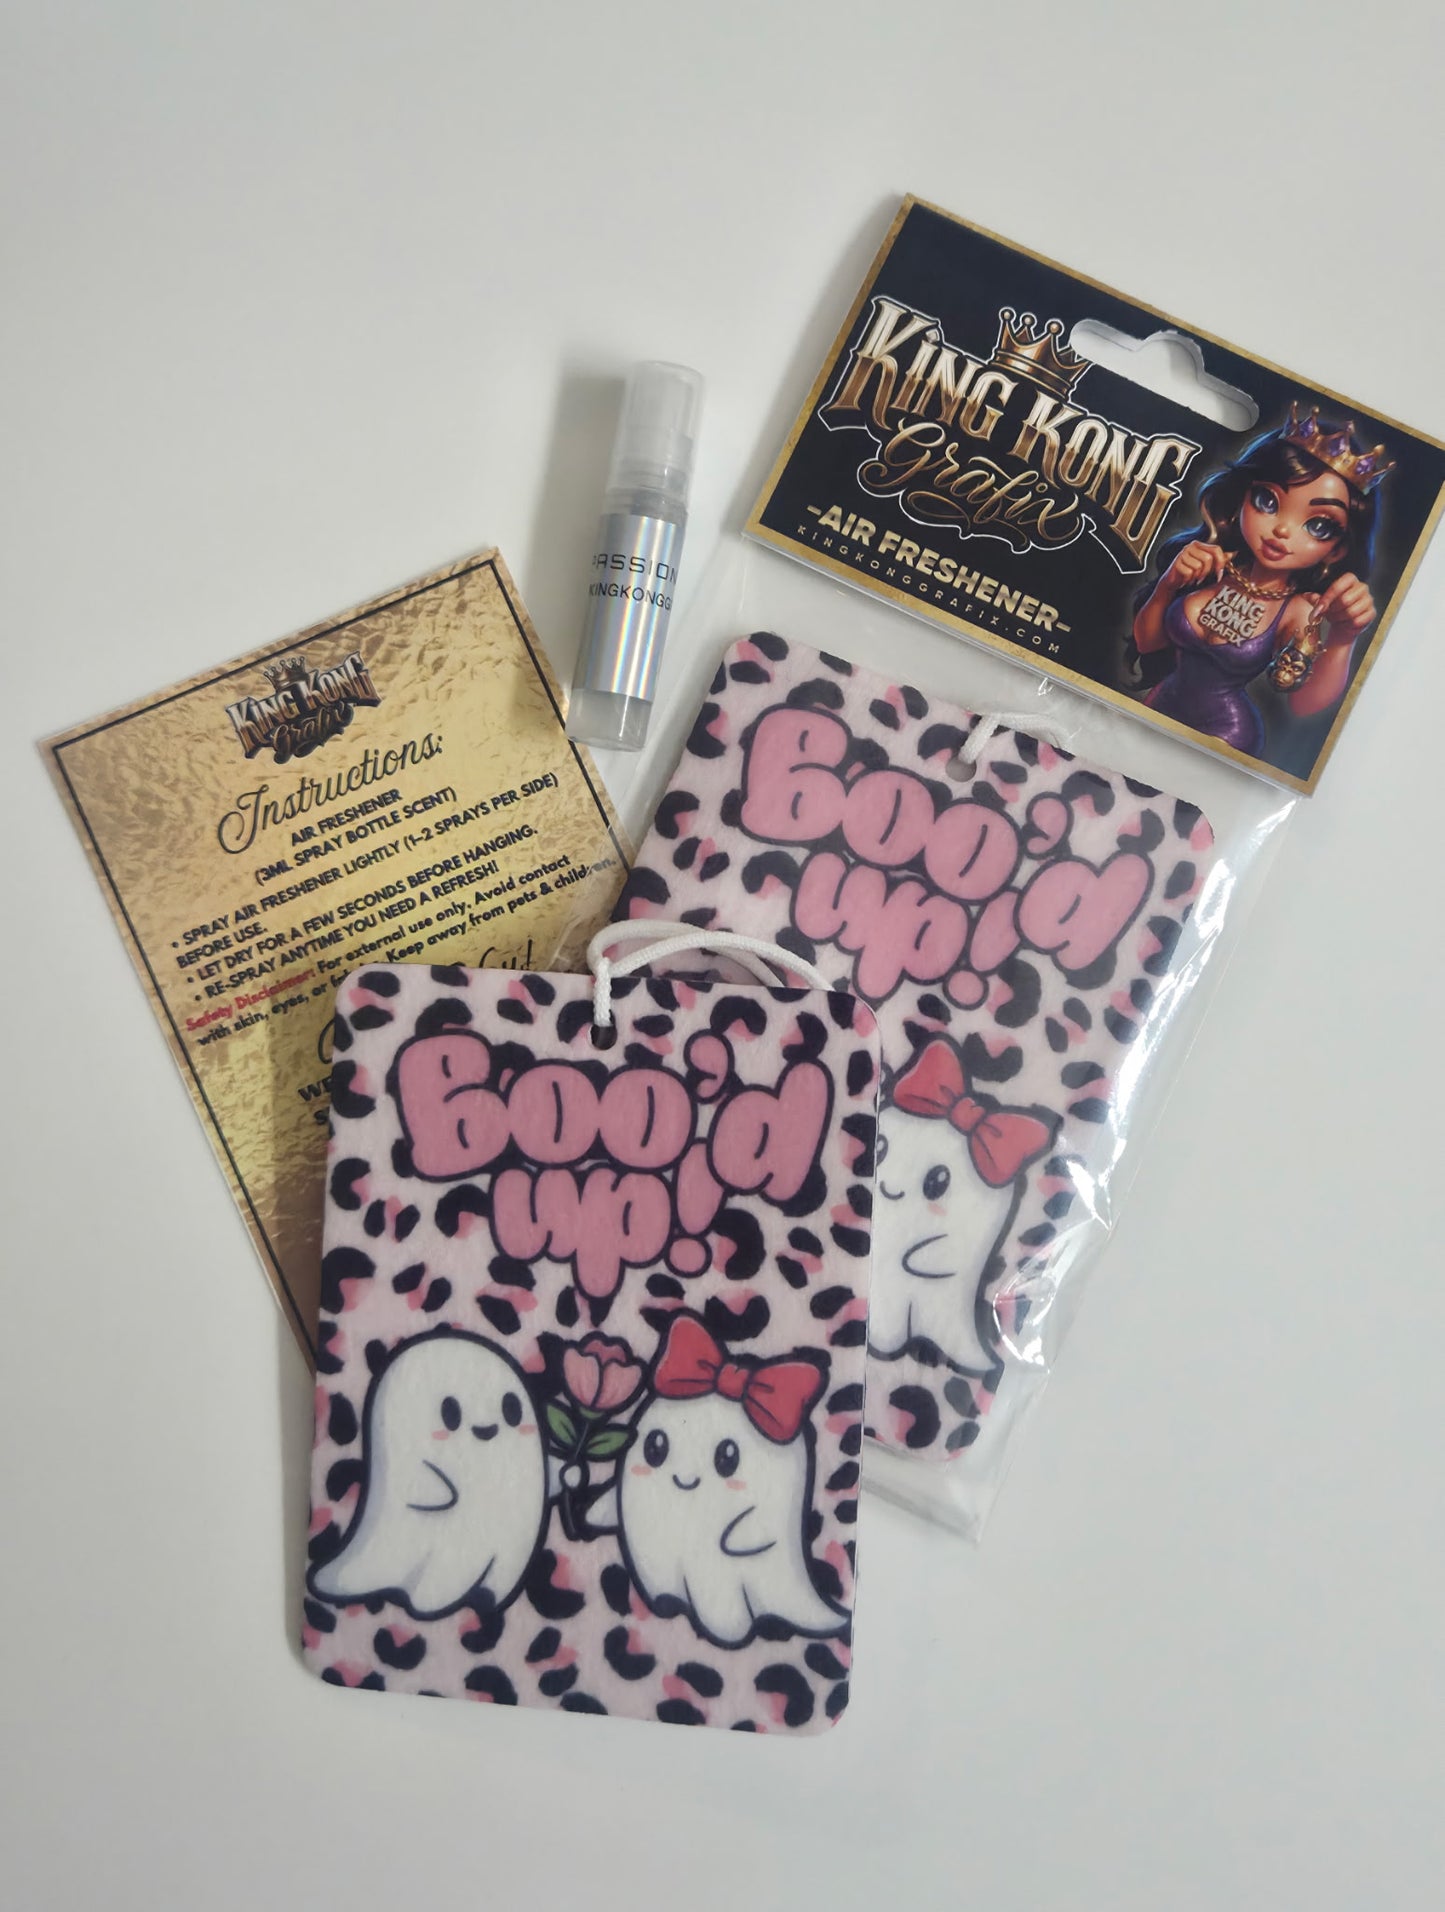 KING KONG
Grafix
-AIR FRESHENER-
KINGKONGGRAFIX.COM
KING
KONG
GRAFIX
PASSION
KINGKONGG
KING KONG
Grafix
Instructions:
AIR FRESHENER
(3ML SPRAY BOTTLE SCENT)
• SPRAY AIR FRESHENER LIGHTLY (1-2 SPRAYS PER SIDE)
BEFORE USE.
• LET DRY FOR A FEW SECONDS BEFORE HANGING.
• RE-SPRAY ANYTIME YOU NEED A REFRESH!
Safety Disclaimer: For external use only. Avoid contact
with skin, eyes, or Keep away from pets & children.
Boo'd
up!
Boo'd
up!